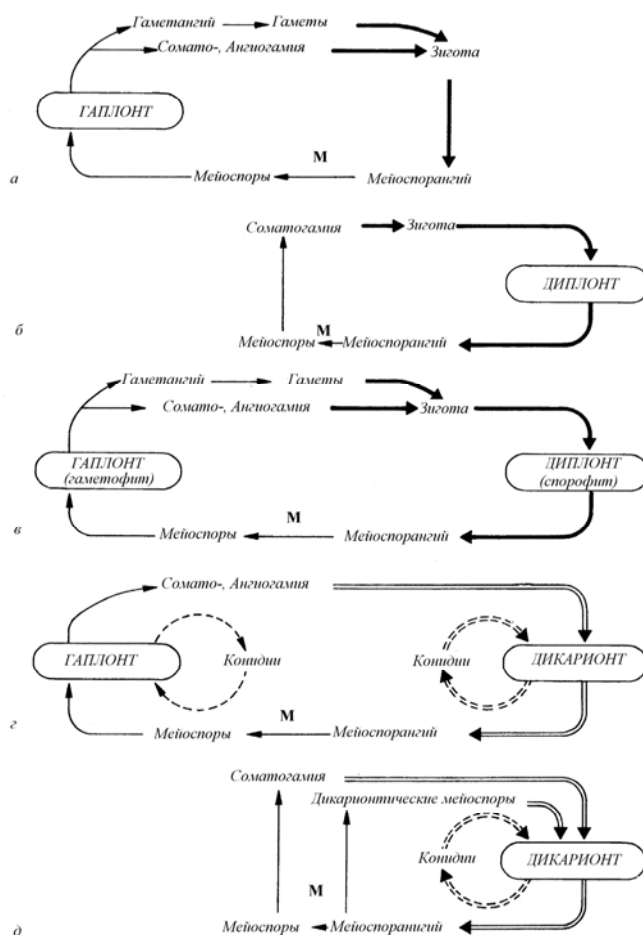 Гаметангий Гаметы
Сомато-, Ангиогамия Зигота
ГАПЛОНТ
М
а Мейоспоры Мейоспорангий
Соматогамия Зигота
ДИПЛОНТ
б М
Мейоспоры Мейоспорангий
Гаметангий Гаметы
Сомато-, Ангиогамия Зигота
ГАПЛОНТ ДИПЛОНТ
(гаметофит) (спорофит)
М
в Мейоспоры Мейоспорангий
Сомато-, Ангиогамия
ГАПЛОНТ Конидии Конидии ДИКАРИОНТ
М
г Мейоспоры Мейоспорангий
Соматогамия
Дикарионтические мейоспоры
Конидии ДИКАРИОНТ
М
д Мейоспоры Мейоспоранигий